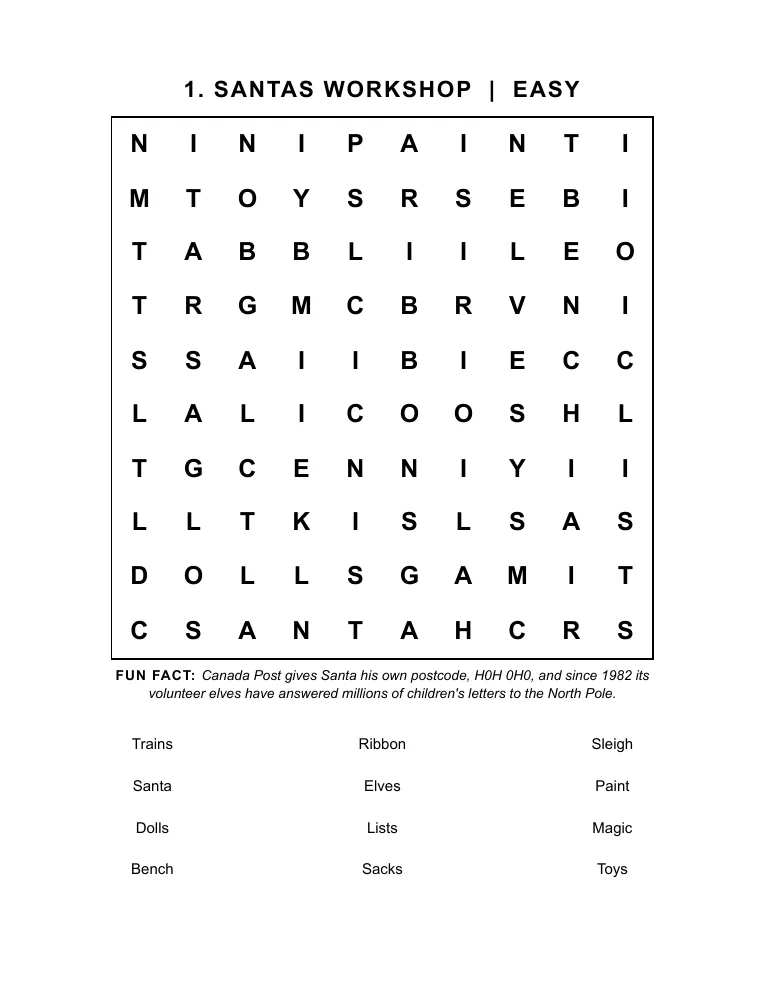 1. SANTAS WORKSHOP | EASY
N I N I P A I N T I
M T O Y S R S E B I
T A B B L I I L E O
T R G M C B R V N I
S S A I I B I E C C
L A L I C O O S H L
T G C E N N I Y I I
L L T K I S L S A S
D O L L S G A M I T
C S A N T A H C R S
FUN FACT: Canada Post gives Santa his own postcode, H0H 0H0, and since 1982 its
volunteer elves have answered millions of children's letters to the North Pole.
Trains Ribbon Sleigh
Santa Elves Paint
Dolls Lists Magic
Bench Sacks Toys